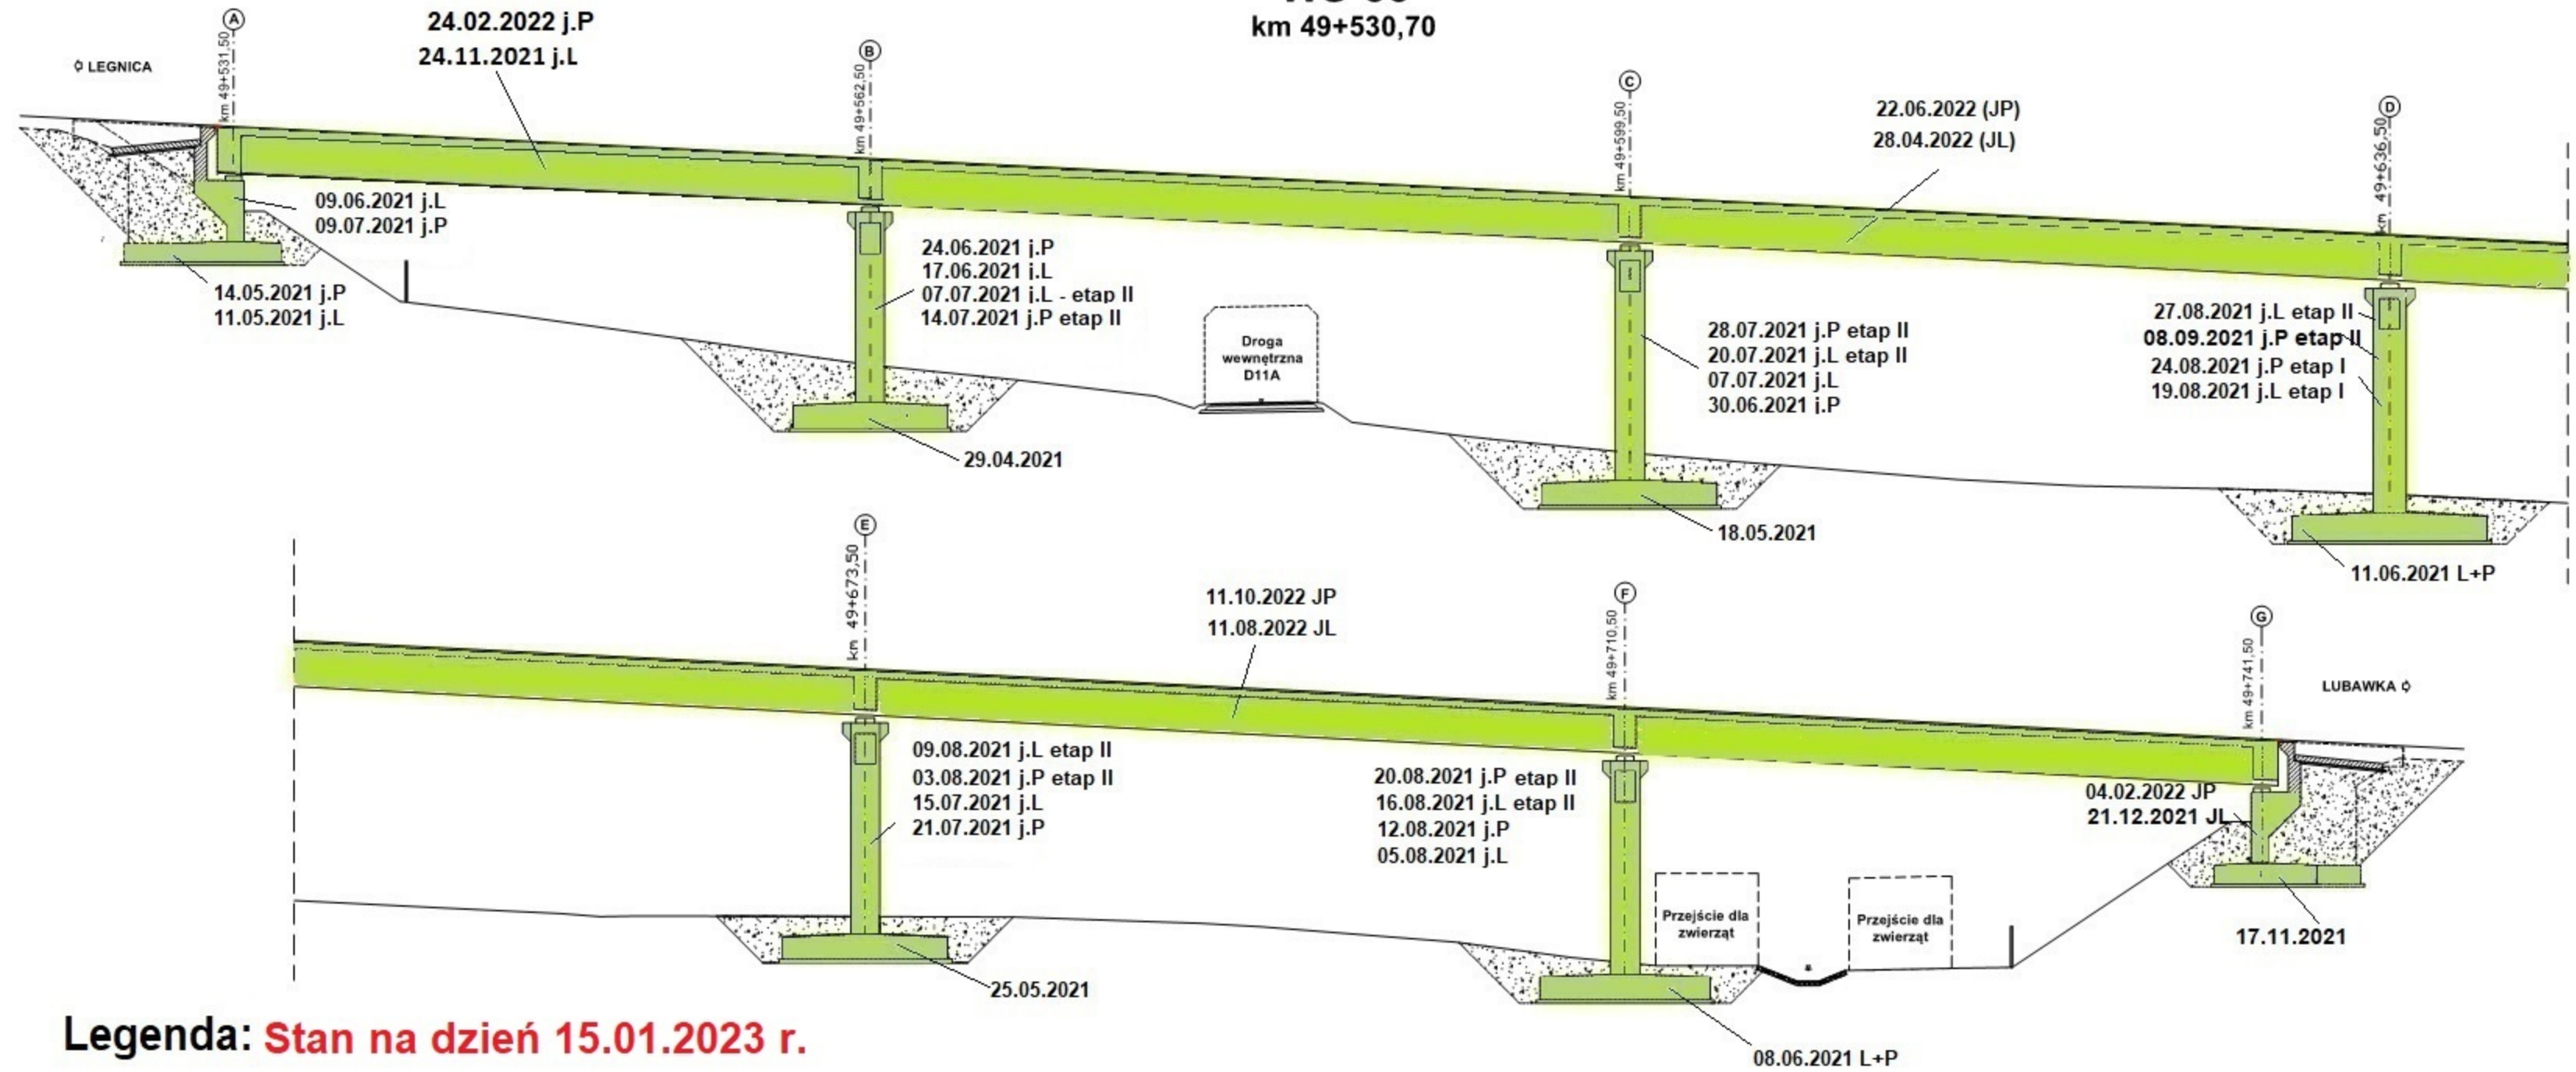 km 49+530,70
A
km 49+531,50
LEGNICA
24.02.2022 j.P
24.11.2021 j.L
B
km 49+562,50
C
km 49+599,50
22.06.2022 (JP)
28.04.2022 (JL)
D
km 49+636,50
09.06.2021 j.L
09.07.2021 j.P
14.05.2021 j.P
11.05.2021 j.L
24.06.2021 j.P
17.06.2021 j.L
07.07.2021 j.L - etap II
14.07.2021 j.P etap II
29.04.2021
Droga
wewnętrzna
D11A
28.07.2021 j.P etap II
20.07.2021 j.L etap II
07.07.2021 j.L
30.06.2021 j.P
18.05.2021
27.08.2021 j.L etap II
08.09.2021 j.P etap II
24.08.2021 j.P etap I
19.08.2021 j.L etap I
11.06.2021 L+P
E
km 49+673,50
11.10.2022 JP
11.08.2022 JL
F
km 49+710,50
G
km 49+741,50
LUBAWKA
09.08.2021 j.L etap II
03.08.2021 j.P etap II
15.07.2021 j.L
21.07.2021 j.P
25.05.2021
20.08.2021 j.P etap II
16.08.2021 j.L etap II
12.08.2021 j.P
05.08.2021 j.L
Przejście dla
zwierząt
Przejście dla
zwierząt
08.06.2021 L+P
04.02.2022 JP
21.12.2021 JL
17.11.2021
Legenda: Stan na dzień 15.01.2023 r.